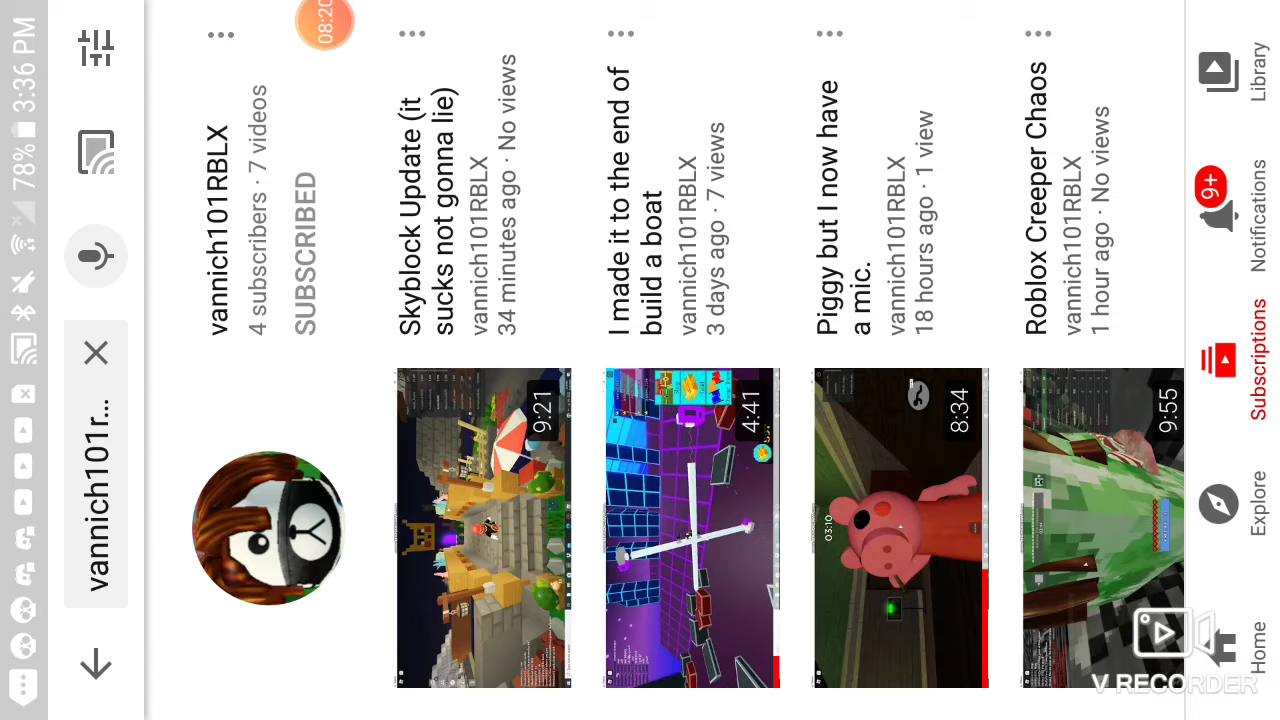 3:36 PM
78%
vannich101r...
08:20
vannich101RBLX
4 subscribers · 7 videos
SUBSCRIBED
9:21
Skyblock Update (it
sucks not gonna lie)
vannich101RBLX
34 minutes ago · No views
4:41
I made it to the end of
build a boat
vannich101RBLX
3 days ago · 7 views
03:10
8:34
Piggy but I now have
a mic.
vannich101RBLX
18 hours ago · 1 view
9:55
Roblox Creeper Chaos
vannich101RBLX
1 hour ago · No views
V RECORDER
9+
Home
Explore
Subscriptions
Notifications
Library